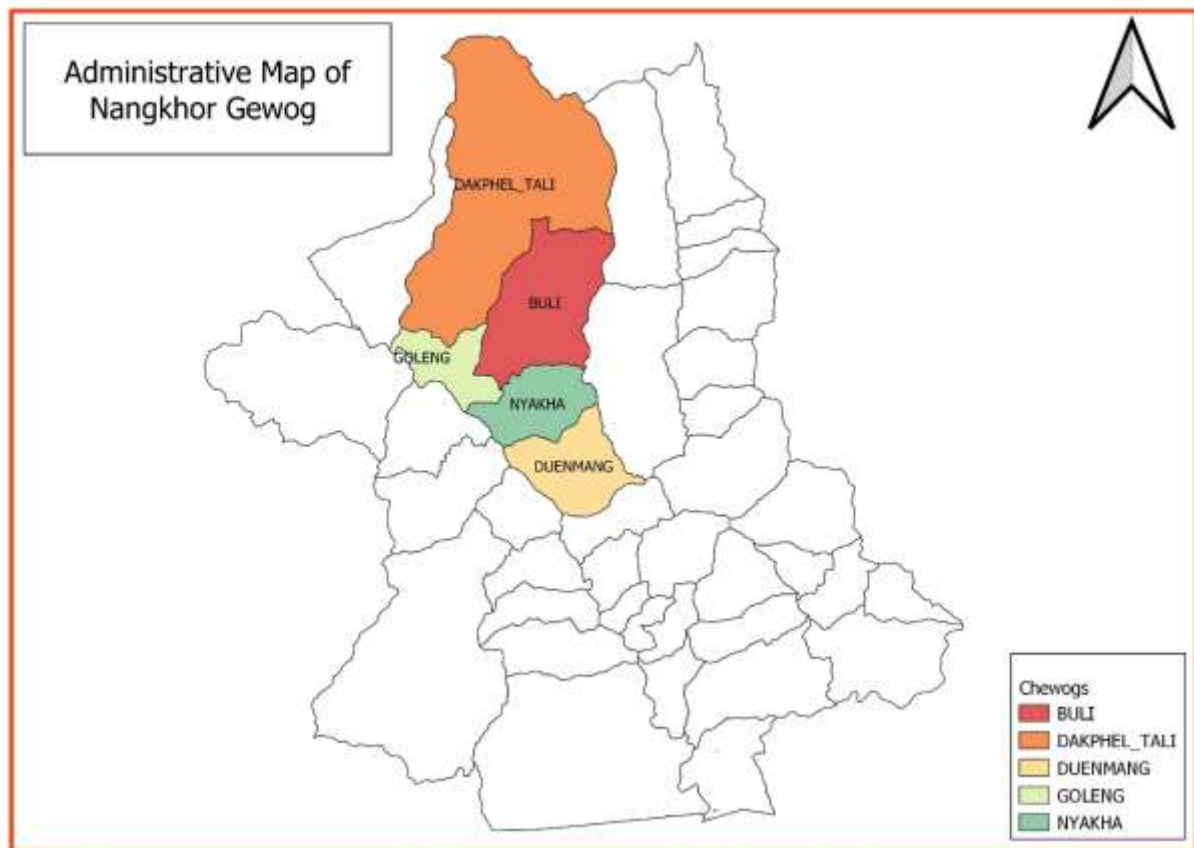 Administrative Map of
Nangkhor Gewog
DAKPHEL_TALI
BULI
GOLENG
NYAKHA
DUENMANG
Chewogs
BULI
DAKPHEL_TALI
DUENMANG
GOLENG
NYAKHA